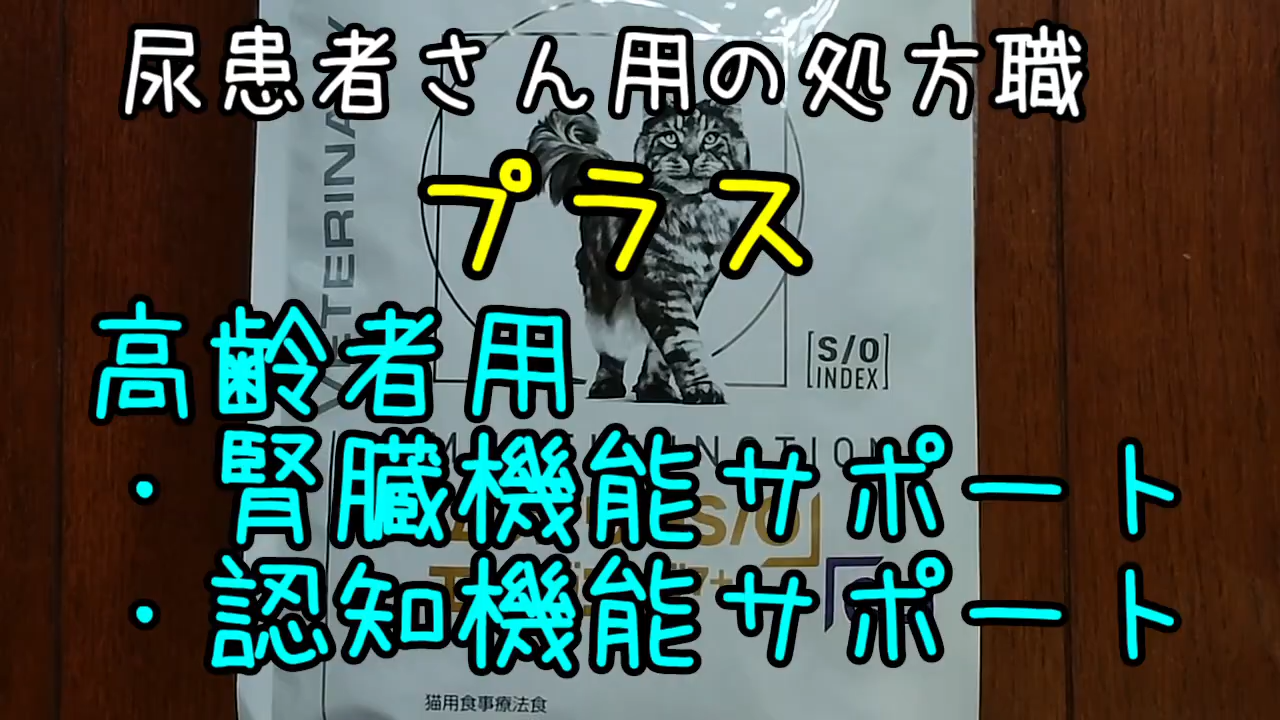 尿患者さん用の処方職
プラス
高齢者用
・腎臓機能サポート
・認知機能サポート
VETERINARY
[S/O
INDEX]
S/O
猫用食事療法食